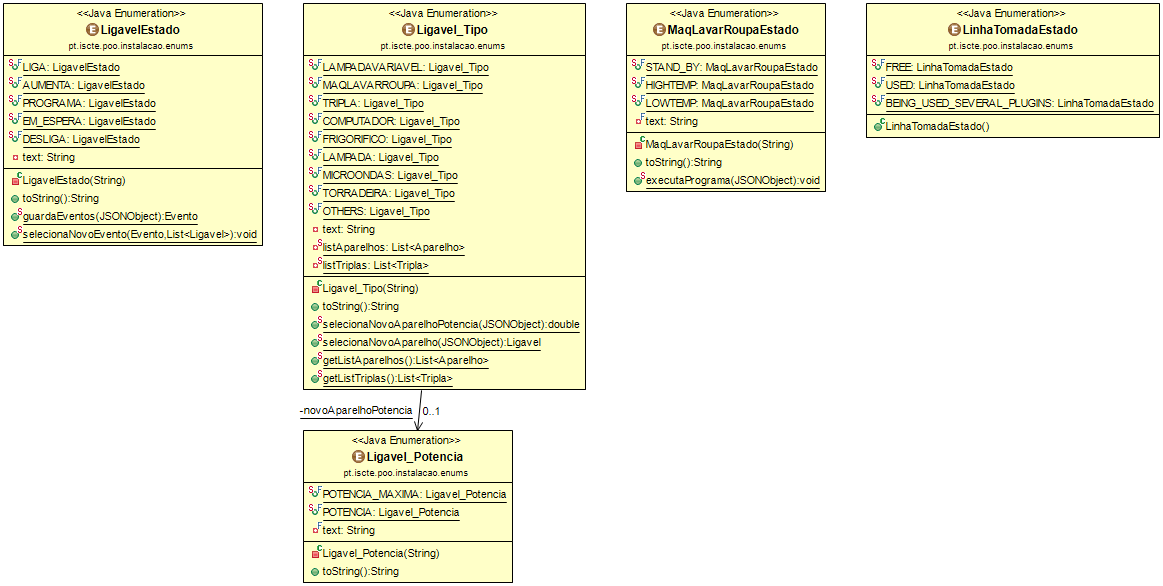 <<Java Enumeration>>
E LigavelEstado
pt.iscte.poo.instalacao.enums
SF LIGA: LigavelEstado
SF AUMENTA: LigavelEstado
SF PROGRAMA: LigavelEstado
SF EM_ESPERA: LigavelEstado
SF DESLIGA: LigavelEstado
text: String
C LigavelEstado(String)
toString():String
S guardaEventos(JSONObject):Evento
S selecionaNovoEvento(Evento,List<Ligavel>):void
<<Java Enumeration>>
E Ligavel_Tipo
pt.iscte.poo.instalacao.enums
SF LAMPADAVARIAVEL: Ligavel_Tipo
SF MAQLAVARROUPA: Ligavel_Tipo
SF TRIPLA: Ligavel_Tipo
SF COMPUTADOR: Ligavel_Tipo
SF FRIGORIFICO: Ligavel_Tipo
SF LAMPADA: Ligavel_Tipo
SF MICROONDAS: Ligavel_Tipo
SF TORRADEIRA: Ligavel_Tipo
SF OTHERS: Ligavel_Tipo
text: String
S listAparelhos: List<Aparelho>
S listTriplas: List<Tripla>
C Ligavel_Tipo(String)
toString():String
S selecionaNovoAparelhoPotencia(JSONObject):double
S selecionaNovoAparelho(JSONObject):Ligavel
S getListAparelhos():List<Aparelho>
S getListTriplas():List<Tripla>
-novoAparelhoPotencia 0..1
<<Java Enumeration>>
E Ligavel_Potencia
pt.iscte.poo.instalacao.enums
SF POTENCIA_MAXIMA: Ligavel_Potencia
SF POTENCIA: Ligavel_Potencia
F text: String
C Ligavel_Potencia(String)
toString():String
<<Java Enumeration>>
E MaqLavarRoupaEstado
pt.iscte.poo.instalacao.enums
SF STAND_BY: MaqLavarRoupaEstado
SF HIGHTEMP: MaqLavarRoupaEstado
SF LOWTEMP: MaqLavarRoupaEstado
F text: String
C MaqLavarRoupaEstado(String)
toString():String
S executaPrograma(JSONObject):void
<<Java Enumeration>>
E LinhaTomadaEstado
pt.iscte.poo.instalacao.enums
SF FREE: LinhaTomadaEstado
SF USED: LinhaTomadaEstado
SF BEING_USED_SEVERAL_PLUGINS: LinhaTomadaEstado
C LinhaTomadaEstado()